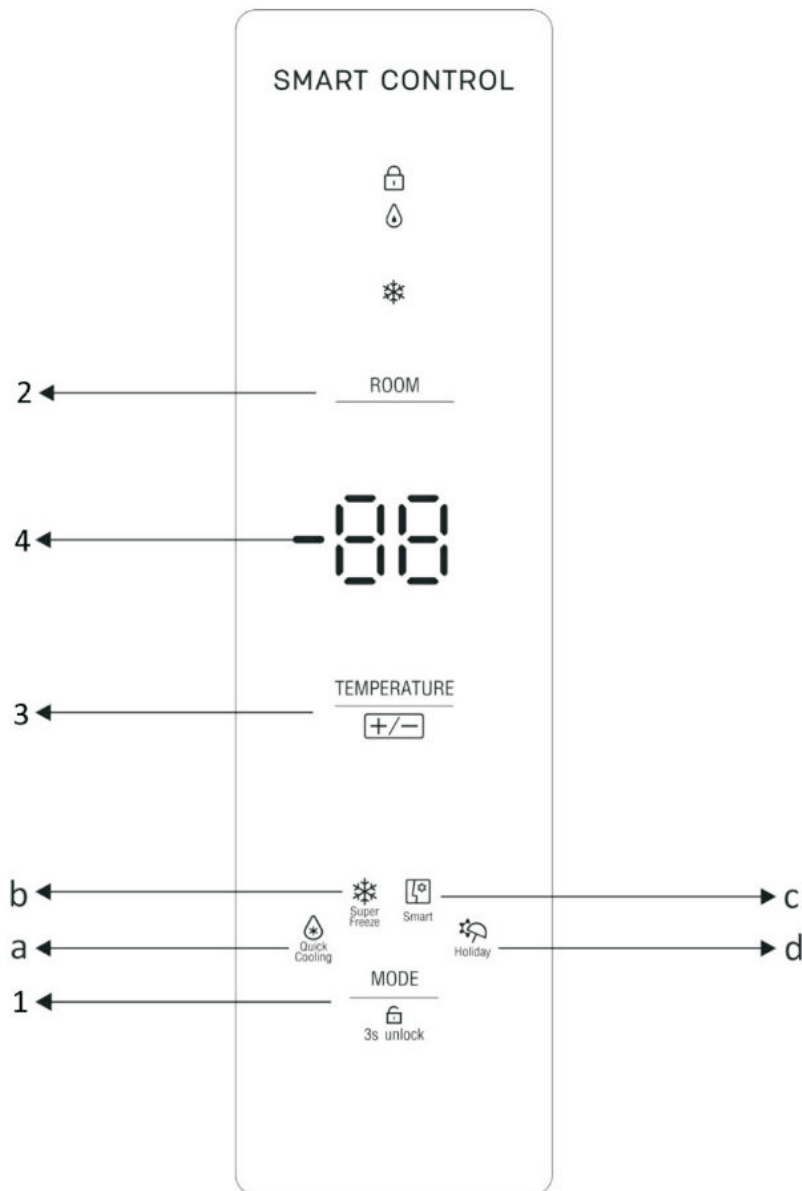 SMART CONTROL
2
ROOM
4
-88
TEMPERATURE
3
+/−
b
Super
Freeze
Smart
c
a
Quick
Cooling
Holiday
d
MODE
1
3s unlock